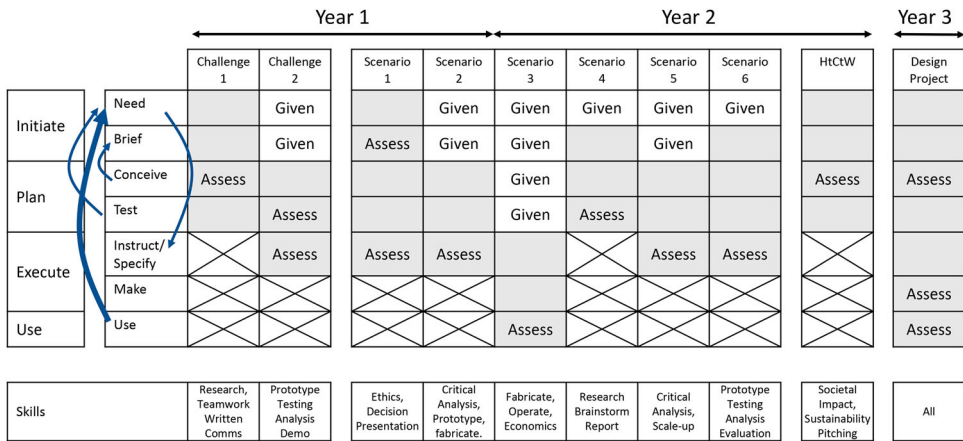 Year 1 Year 2 Year 3
Challenge 1 Challenge 2 Scenario 1 Scenario 2 Scenario 3 Scenario 4 Scenario 5 Scenario 6 HtCtW Design Project
Initiate
Need Given Given Given Given Given Given
Brief Given Assess Given Given Given
Plan
Conceive Assess Given Assess Assess
Test Assess Given Assess
Execute
Instruct/
Specify Assess Assess Assess Assess Assess
Make Assess
Use Use Assess Assess
Skills
Research,
Teamwork
Written
Comms
Prototype
Testing
Analysis
Demo
Ethics,
Decision
Presentation
Critical
Analysis,
Prototype,
fabricate.
Fabricate,
Operate,
Economics
Research
Brainstorm
Report
Critical
Analysis,
Scale-up
Prototype
Testing
Analysis
Evaluation
Societal
Impact,
Sustainability
Pitching
All